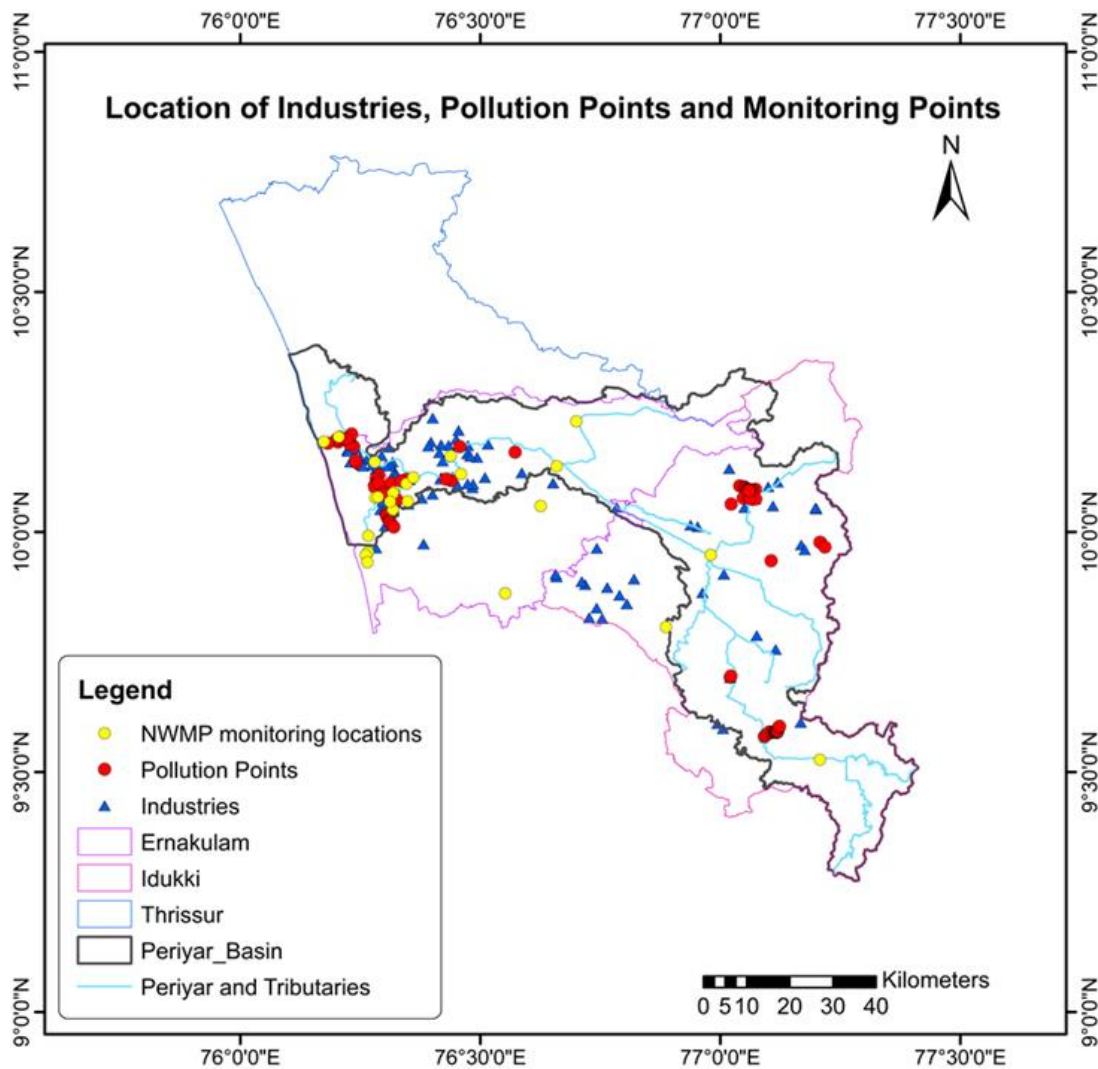 76°0'0"E 76°30'0"E 77°0'0"E 77°30'0"E
11°0'0"N
11°0'0"N
Location of Industries, Pollution Points and Monitoring Points
N
10°30'0"N
10°30'0"N
10°0'0"N
10°0'0"N
Legend
NWMP monitoring locations
Pollution Points
Industries
Ernakulam
Idukki
Thrissur
Periyar_Basin
Periyar and Tributaries
9°30'0"N
9°30'0"N
Kilometers
0 5 10 20 30 40
9°0'0"N
9°0'0"N
76°0'0"E 76°30'0"E 77°0'0"E 77°30'0"E